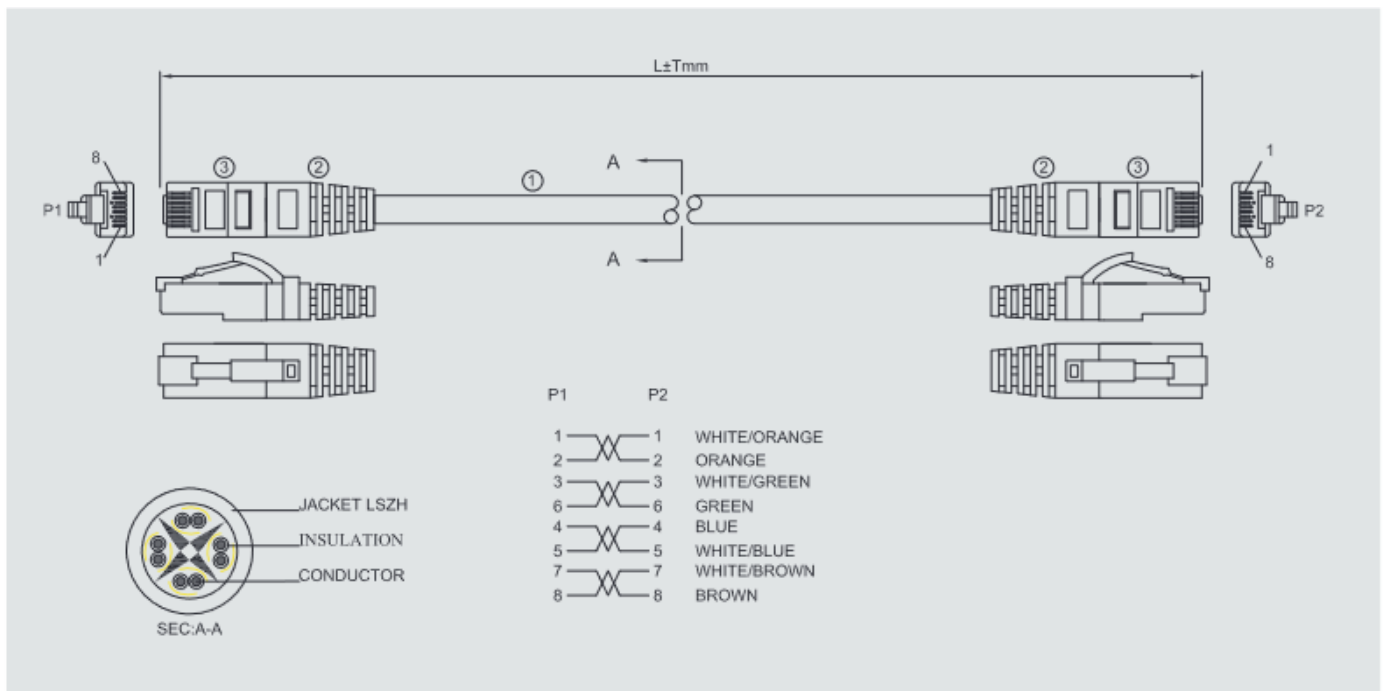 L±Tmm
③ ② ① A ② ③
8 1
P1 P2
1 8
A
P1 P2
1 1 WHITE/ORANGE
2 2 ORANGE
3 3 WHITE/GREEN
6 6 GREEN
4 4 BLUE
5 5 WHITE/BLUE
7 7 WHITE/BROWN
8 8 BROWN
JACKET LSZH
INSULATION
CONDUCTOR
SEC:A-A